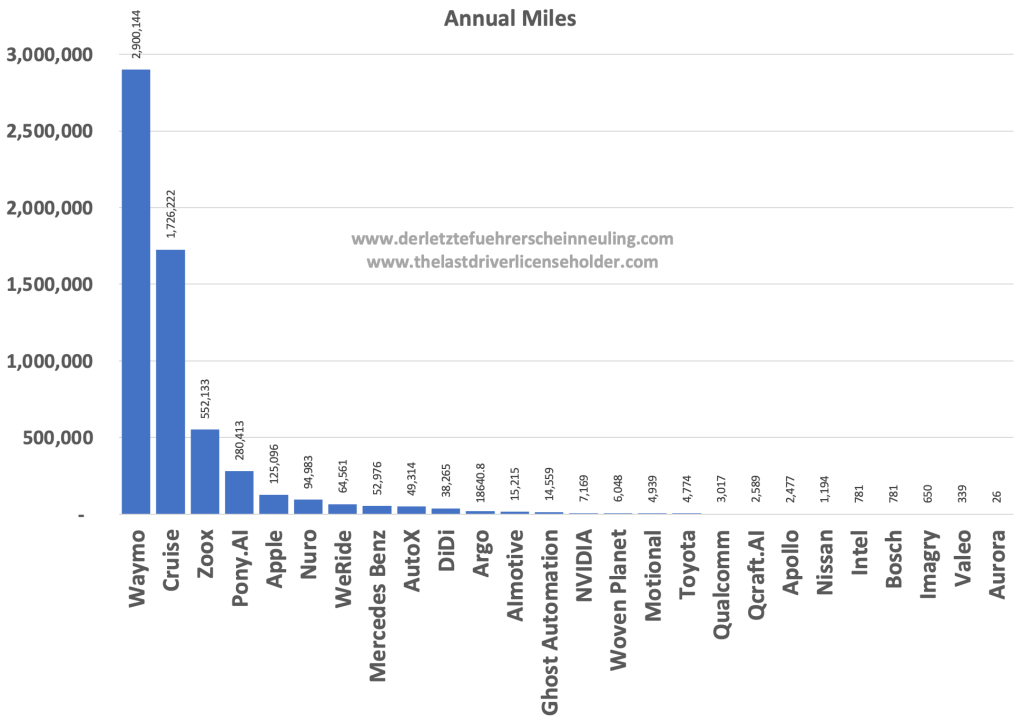 Annual Miles
3,000,000
2,500,000
2,000,000
1,500,000
1,000,000
500,000
-
2,900,144
1,726,222
552,133
280,413
125,096
94,983
64,561
52,976
49,314
38,265
18640.8
15,215
14,559
7,169
6,048
4,939
4,774
3,017
2,589
2,477
1,194
781
781
650
339
26
www.derletztefuehrerscheinneuling.com
www.thelastdriverlicenseholder.com
Waymo
Cruise
Zoox
Pony.AI
Apple
Nuro
WeRide
Mercedes Benz
AutoX
DiDi
Argo
AImotive
Ghost Automation
NVIDIA
Woven Planet
Motional
Toyota
Qualcomm
Qcraft.AI
Apollo
Nissan
Intel
Bosch
Imagry
Valeo
Aurora